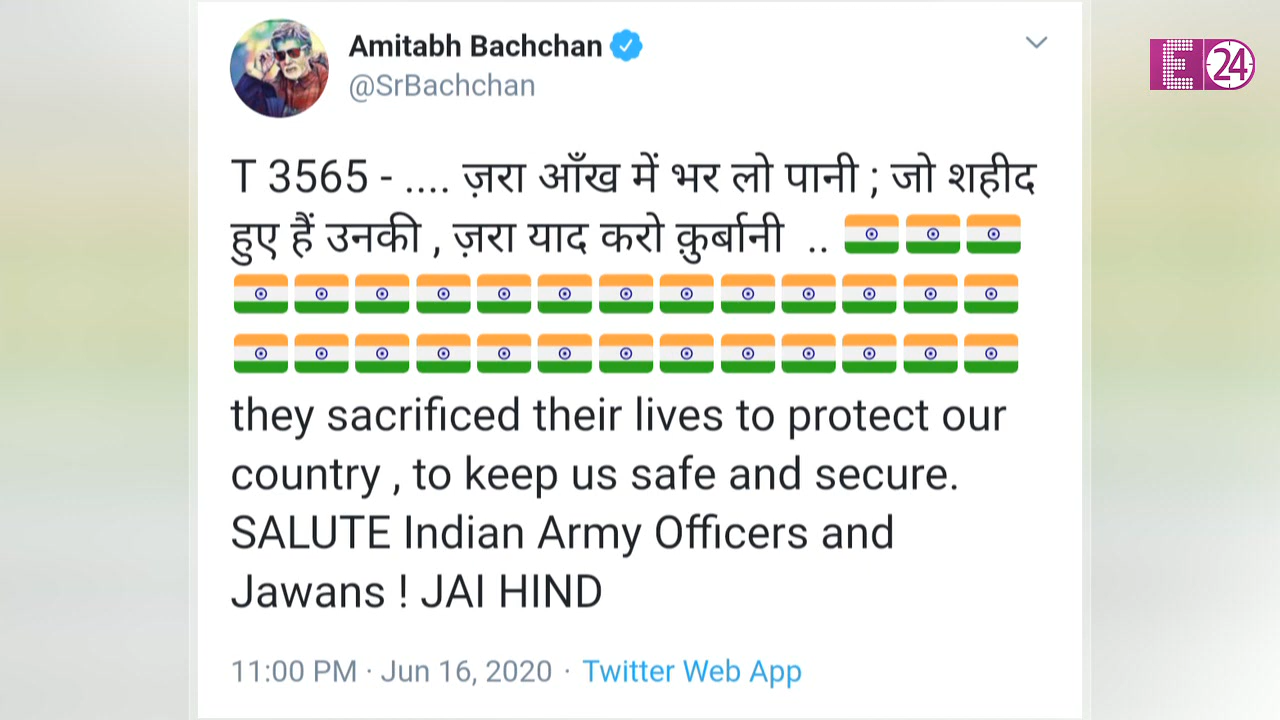 Amitabh Bachchan
@SrBachchan
E 24
T 3565 - .... ज़रा आँख में भर लो पानी ; जो शहीद
हुए हैं उनकी , ज़रा याद करो क़ुर्बानी .. 🇮🇳🇮🇳🇮🇳
🇮🇳🇮🇳🇮🇳🇮🇳🇮🇳🇮🇳🇮🇳🇮🇳🇮🇳🇮🇳🇮🇳🇮🇳🇮🇳
🇮🇳🇮🇳🇮🇳🇮🇳🇮🇳🇮🇳🇮🇳🇮🇳🇮🇳🇮🇳🇮🇳🇮🇳🇮🇳
they sacrificed their lives to protect our
country , to keep us safe and secure.
SALUTE Indian Army Officers and
Jawans ! JAI HIND
11:00 PM · Jun 16, 2020 · Twitter Web App